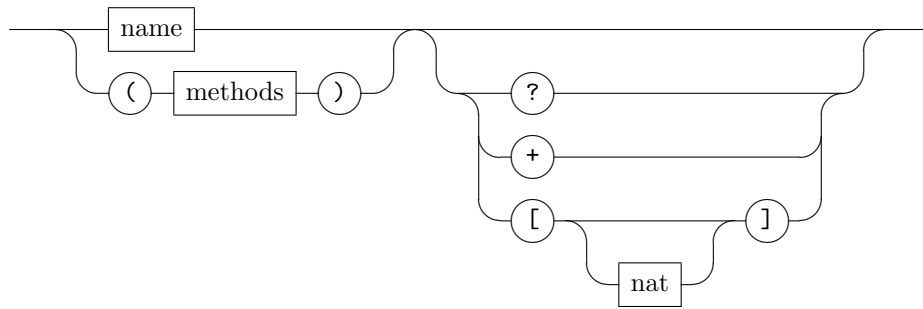 name
( methods ) ?
+
[ ]
nat